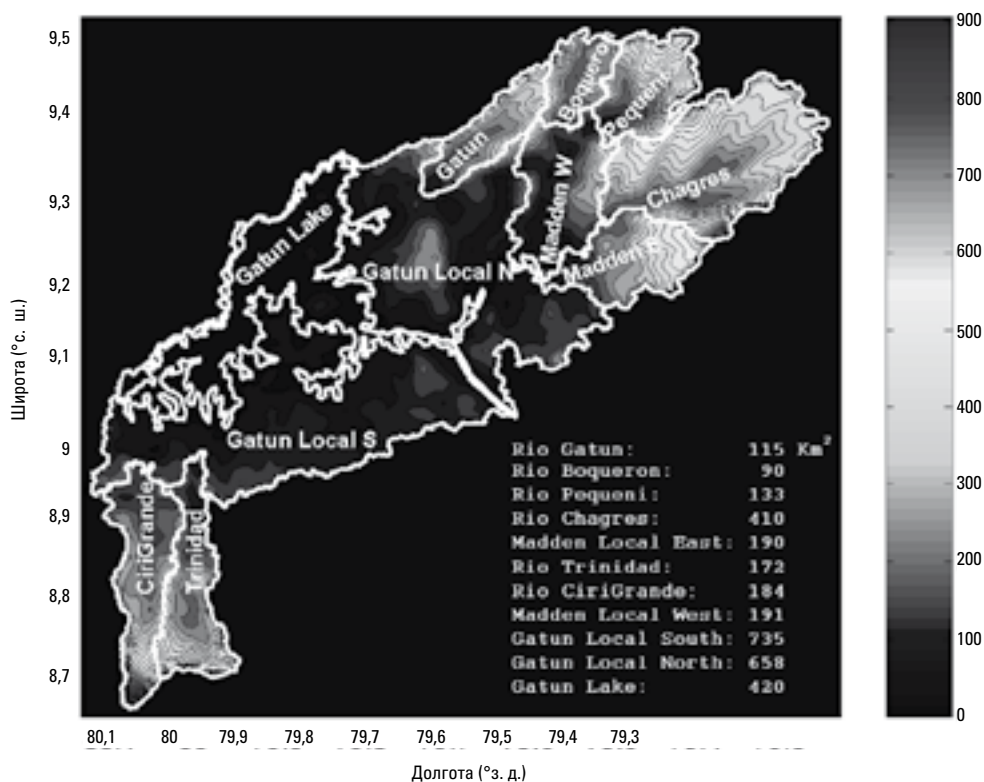 9,5
9,4
9,3
9,2
9,1
9
8,9
8,8
8,7
Широта (°с. ш.)
80,1 80 79,9 79,8 79,7 79,6 79,5 79,4 79,3
Долгота (°з. д.)
900
800
700
600
500
400
300
200
100
0
Boquero
Pequeni
Gatun
Chagres
Madden W
Madden E
Gatun Lake
Gatun Local N
Gatun Local S
CiriGrande
Trinidad
Rio Gatun: 115 Km²
Rio Boqueron: 90
Rio Pequeni: 133
Rio Chagres: 410
Madden Local East: 190
Rio Trinidad: 172
Rio CiriGrande: 184
Madden Local West: 191
Gatun Local South: 735
Gatun Local North: 658
Gatun Lake: 420